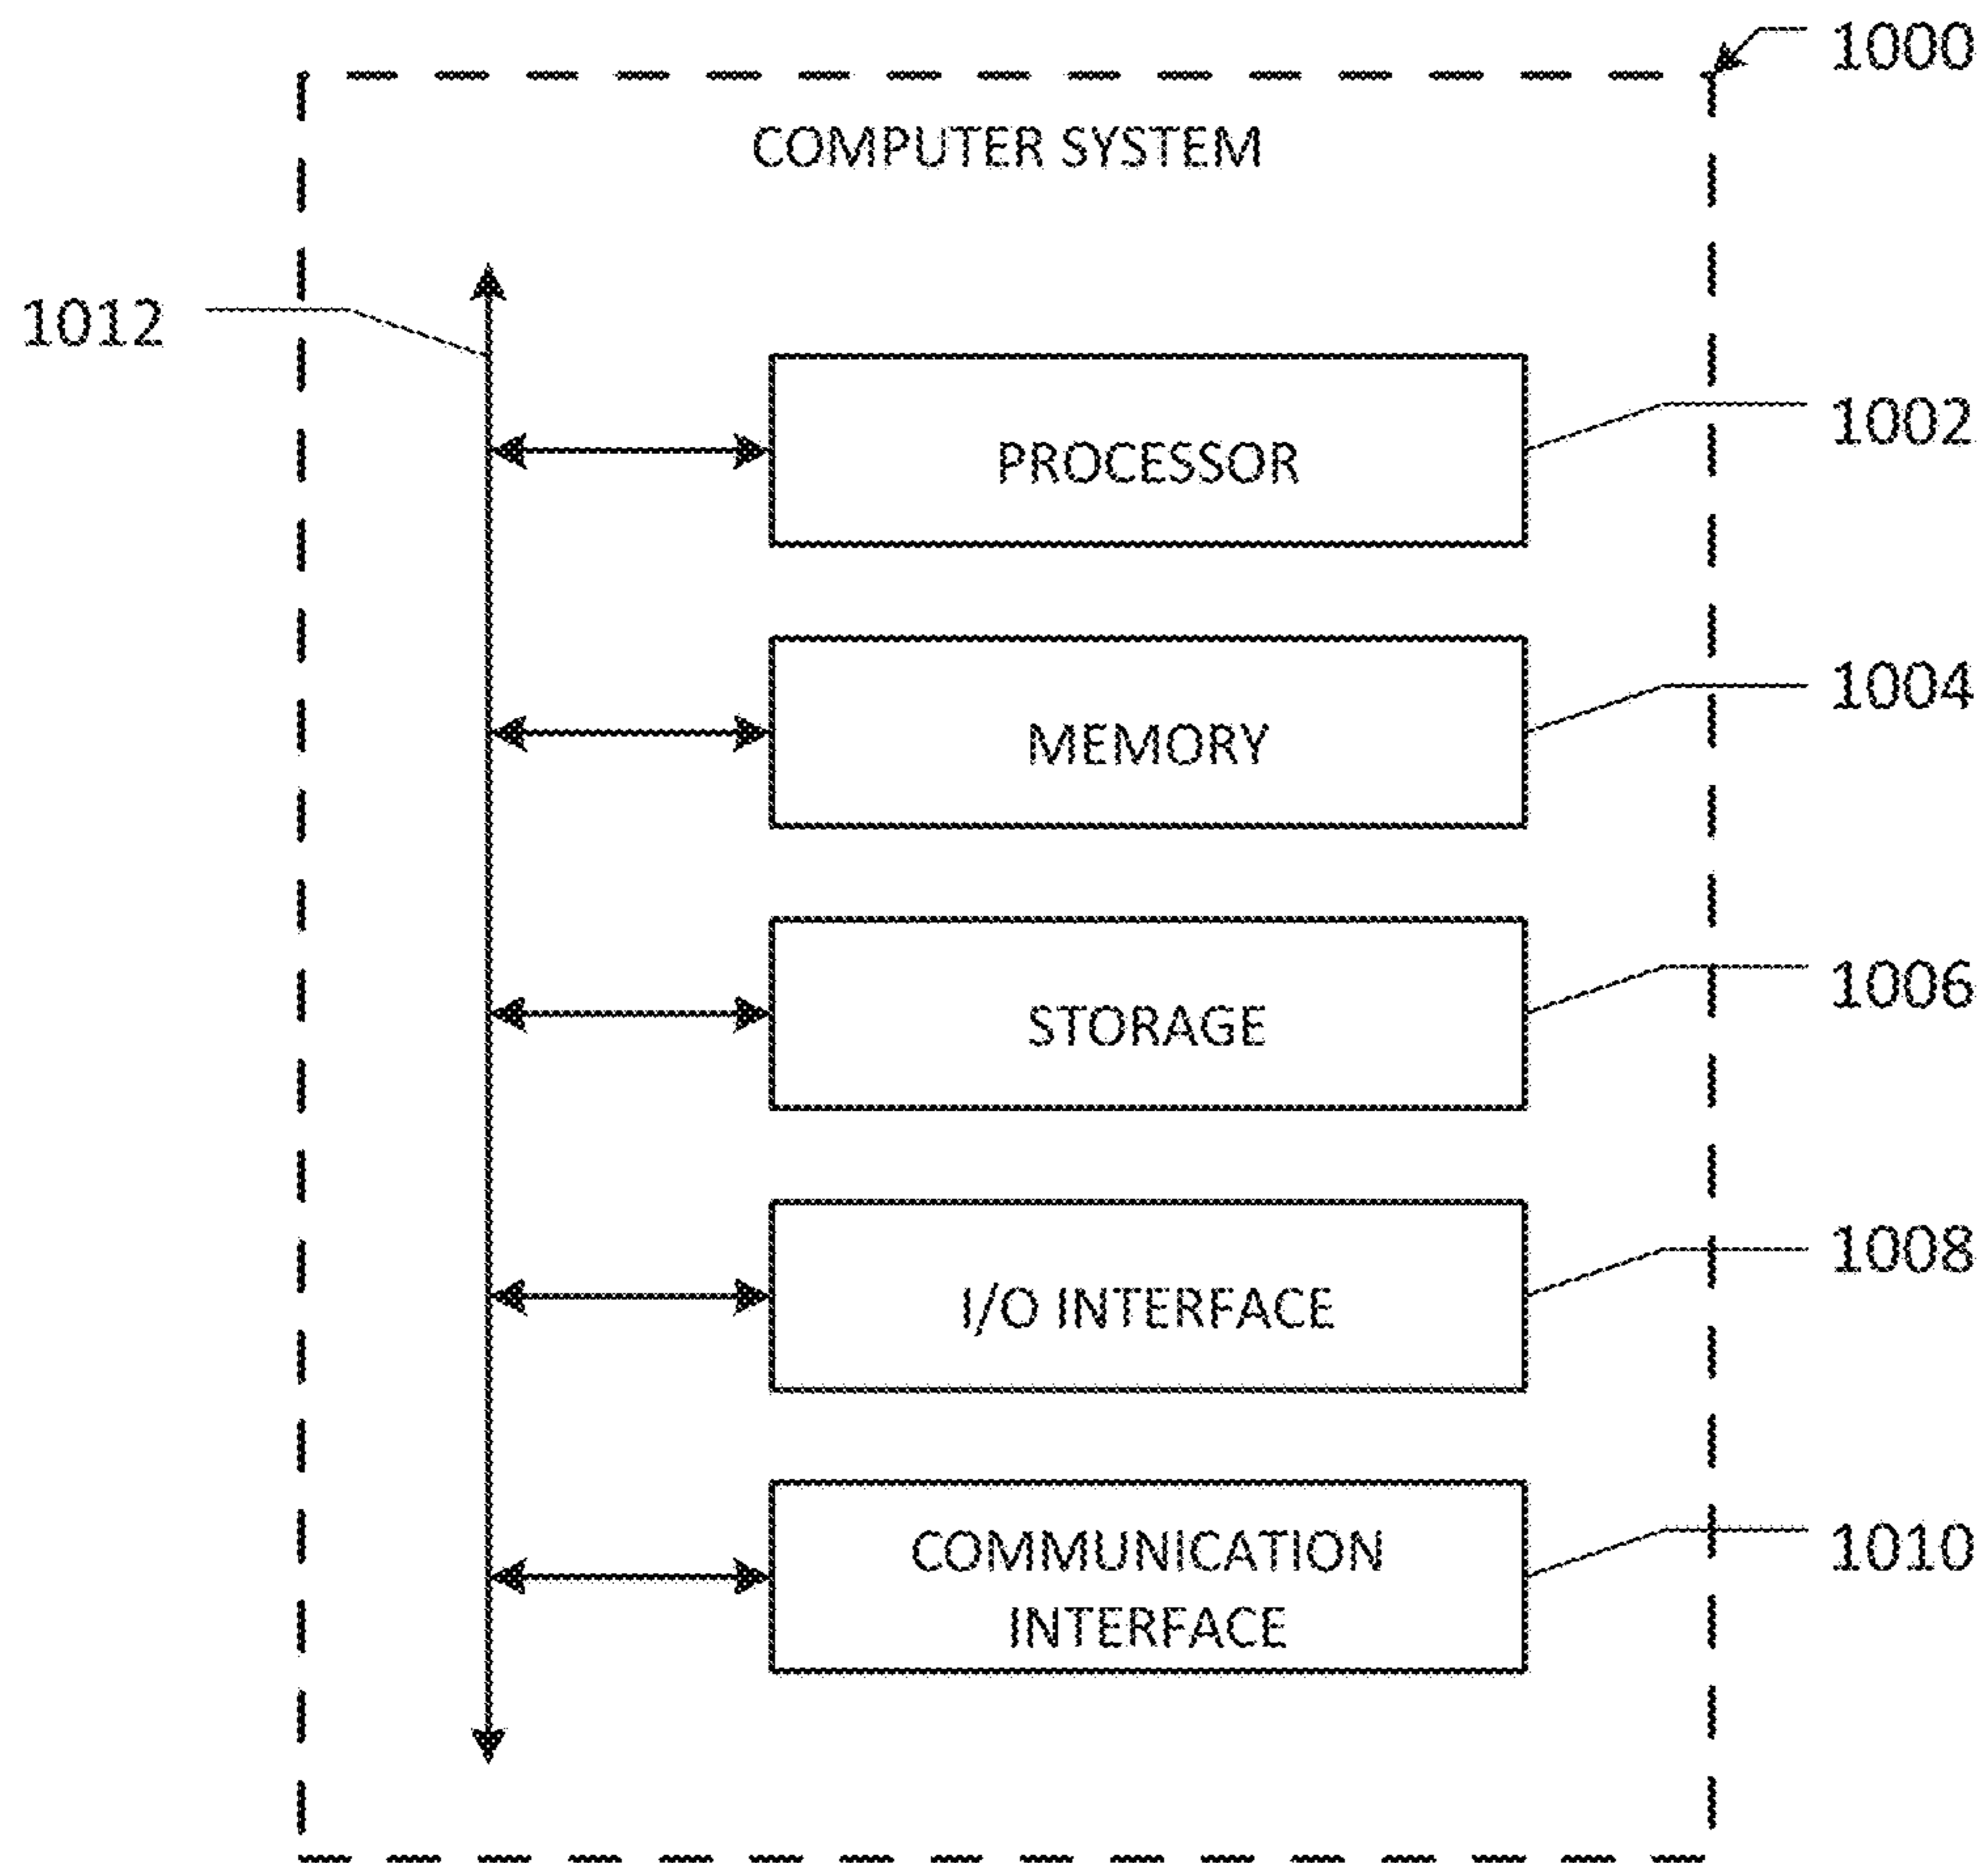 1000
COMPUTER SYSTEM
1012
PROCESSOR
1002
MEMORY
1004
STORAGE
1006
I/O INTERFACE
1008
COMMUNICATION
INTERFACE
1010